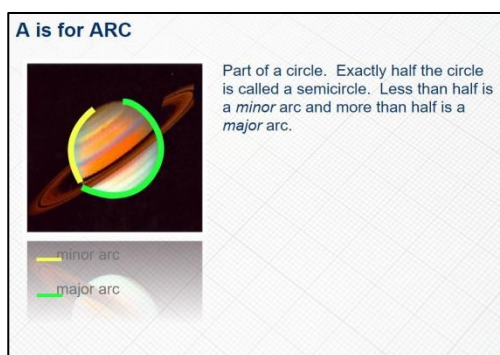 A is for ARC
Part of a circle.  Exactly half the circle
is called a semicircle.  Less than half is
a minor arc and more than half is a
major arc.
minor arc
major arc